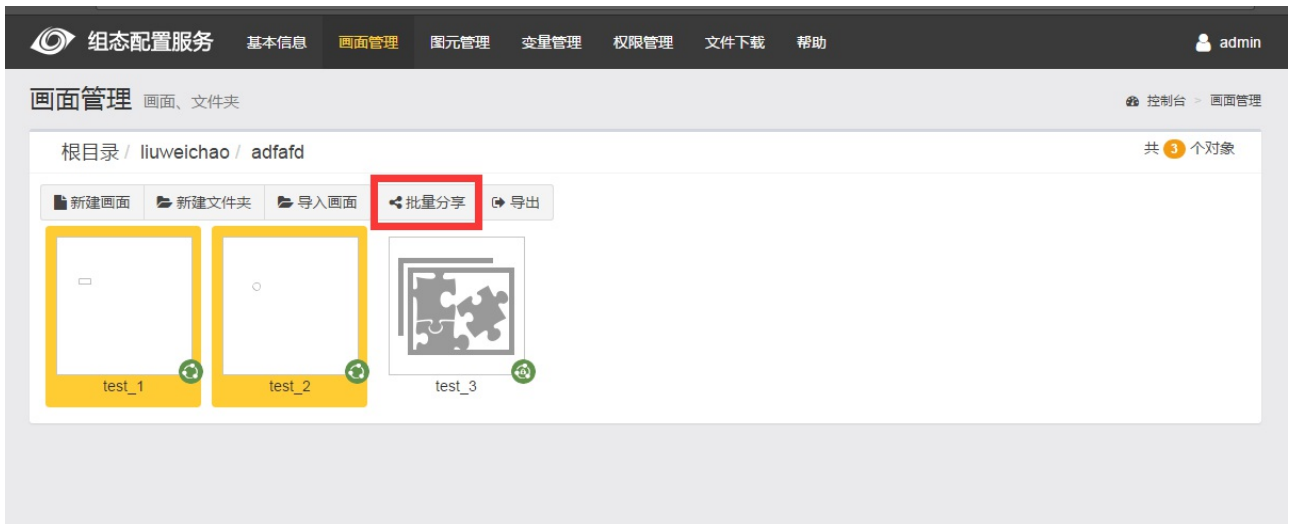 组态配置服务 基本信息 画面管理 图元管理 变量管理 权限管理 文件下载 帮助 admin
画面管理 画面、文件夹 控制台 > 画面管理
根目录 / liuweichao / adfafd 共 3 个对象
新建画面 新建文件夹 导入画面 批量分享 导出
test_1 test_2 test_3